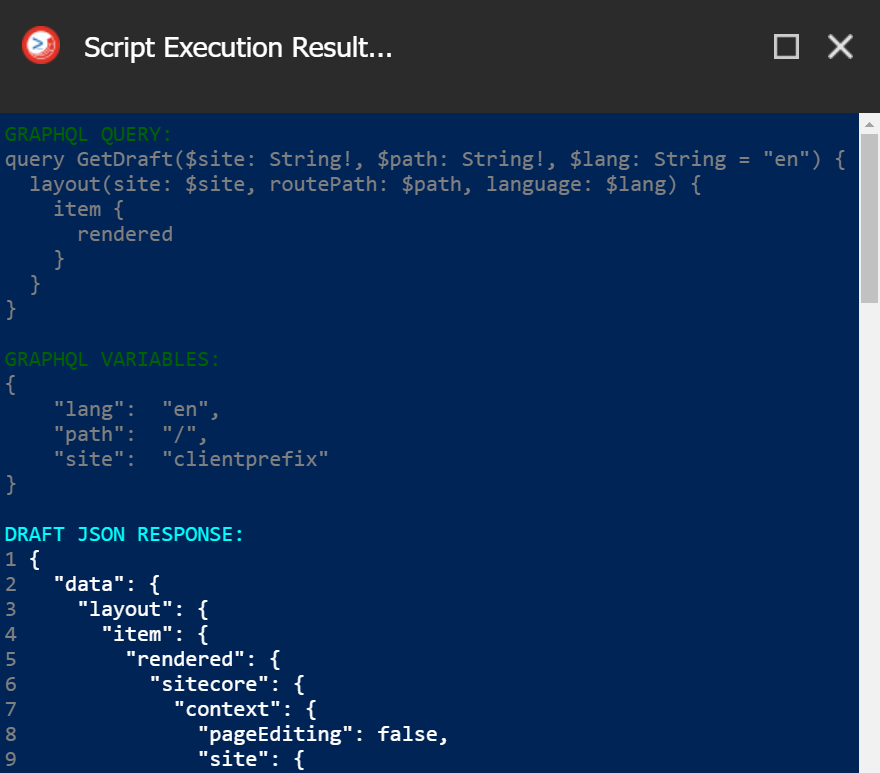 Script Execution Result...
GRAPHQL QUERY:
query GetDraft($site: String!, $path: String!, $lang: String = "en") {
  layout(site: $site, routePath: $path, language: $lang) {
    item {
      rendered
    }
  }
}
GRAPHQL VARIABLES:
{
    "lang":  "en",
    "path":  "/",
    "site":  "clientprefix"
}
DRAFT JSON RESPONSE:
1 {
2   "data": {
3     "layout": {
4       "item": {
5         "rendered": {
6           "sitecore": {
7             "context": {
8               "pageEditing": false,
9               "site": {